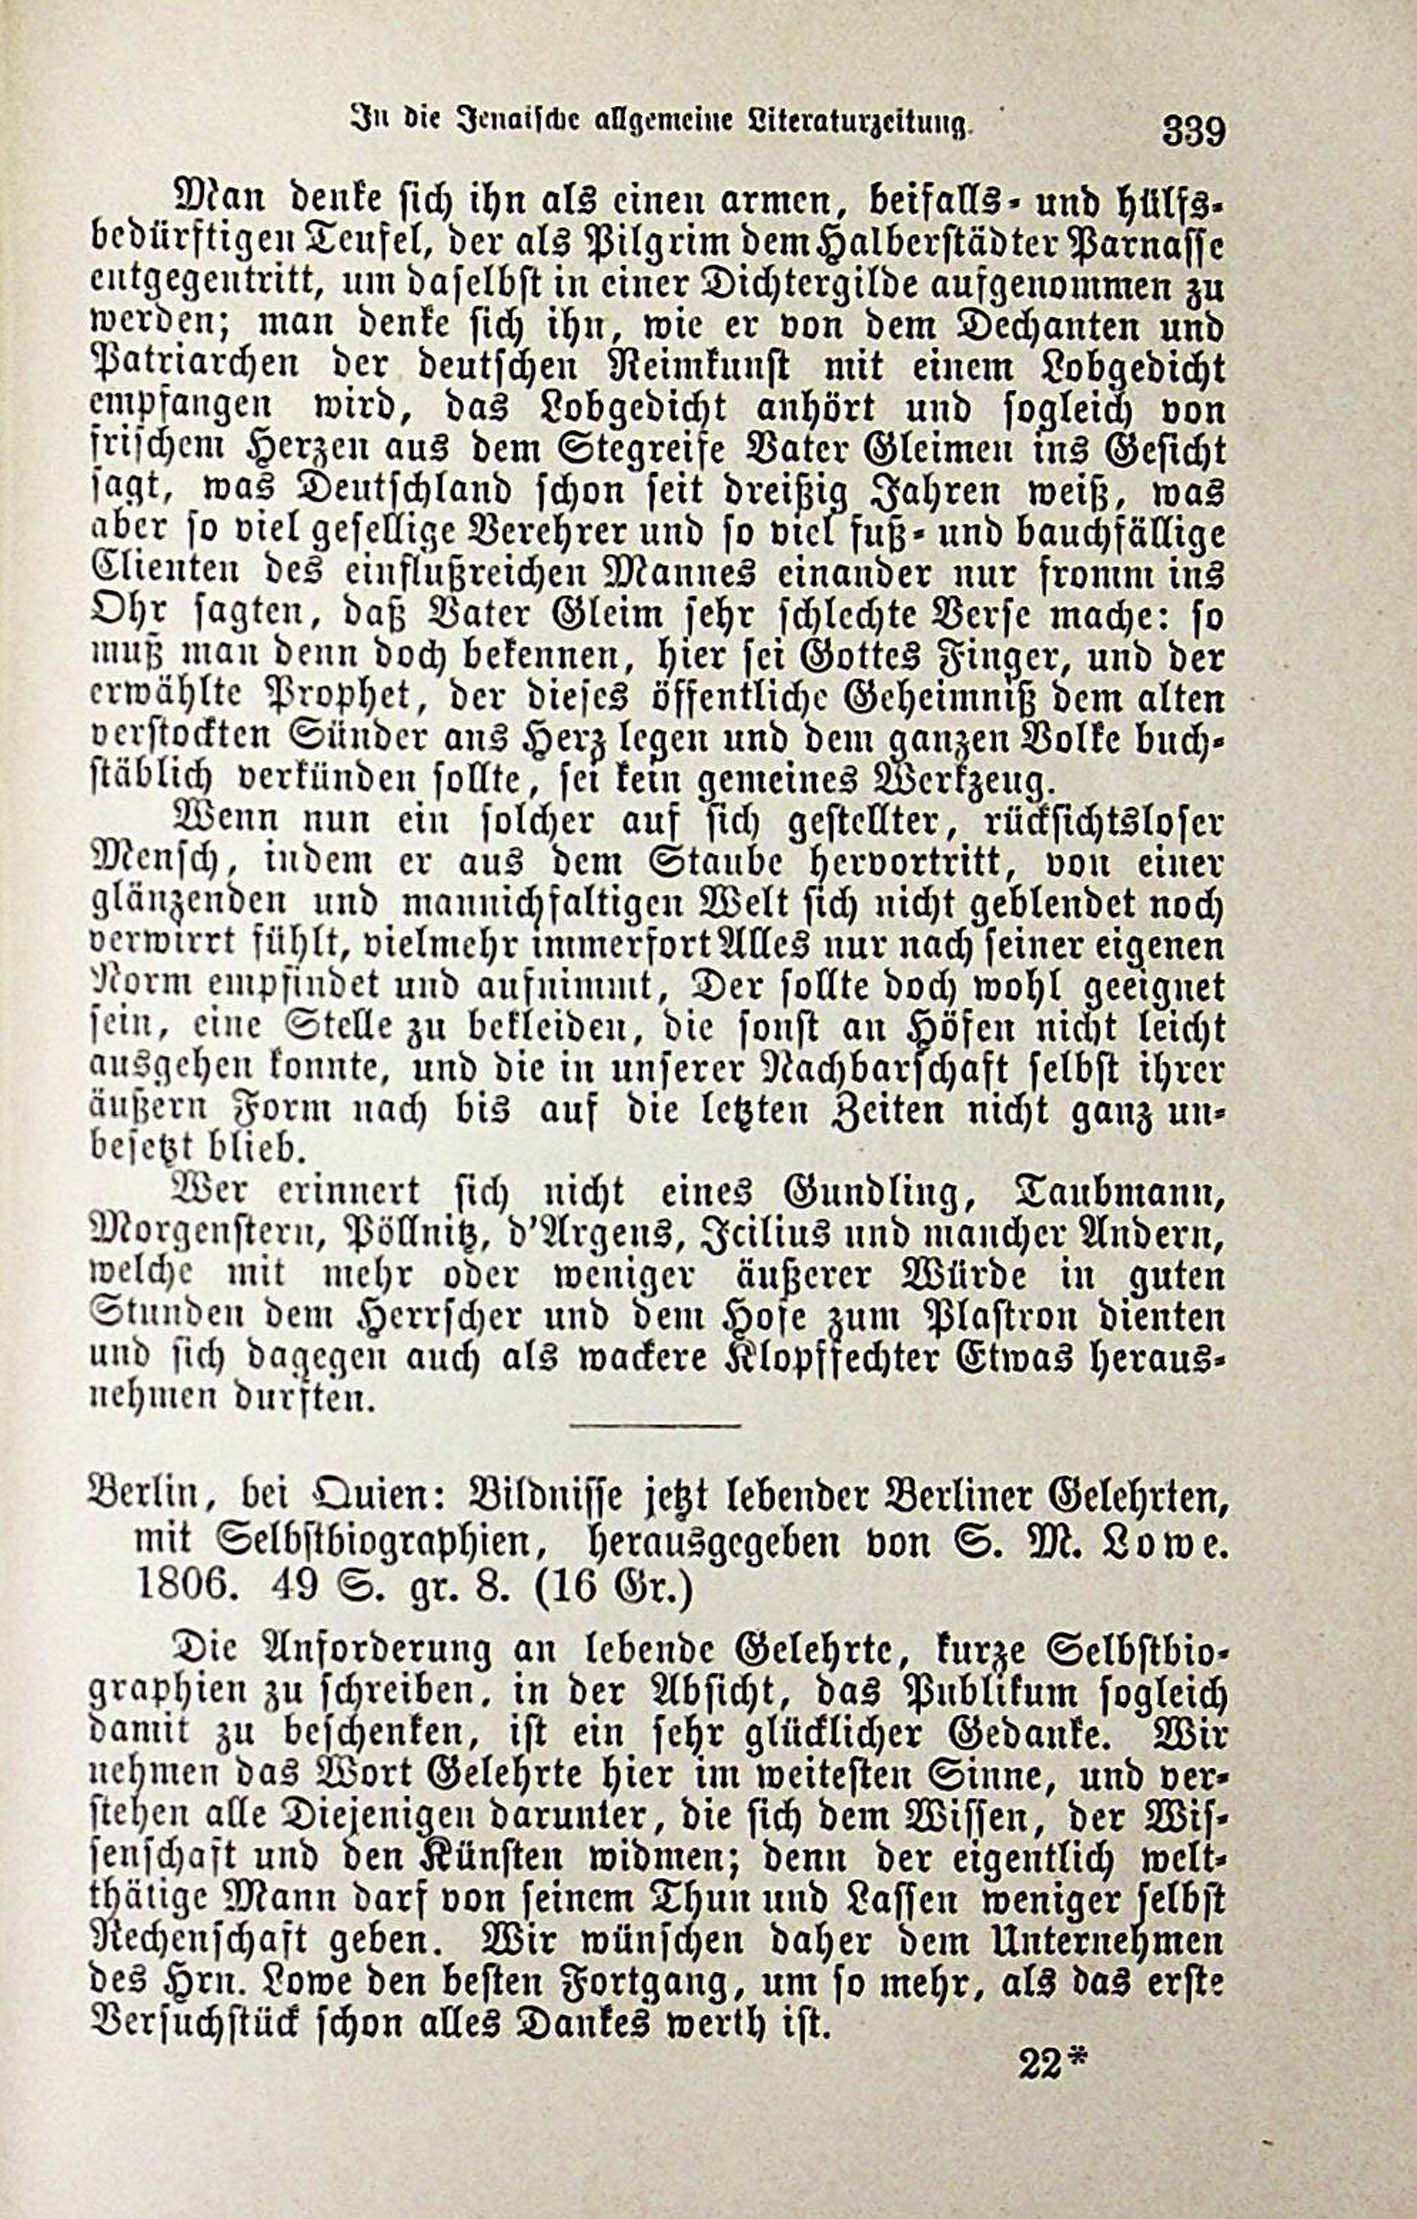 In die Jenaische allgemeine Literaturzeitung. 339
Man denke sich ihn als einen armen, beifalls- und hülfs-
bedürftigen Teufel, der als Pilgrim dem Halberstädter Parnasse
entgegentritt, um daselbst in einer Dichtergilde aufgenommen zu
werden; man denke sich ihn, wie er von dem Dechanten und
Patriarchen der deutschen Reimkunst mit einem Lobgedicht
empfangen wird, das Lobgedicht anhört und sogleich von
frischem Herzen aus dem Stegreife Vater Gleimen ins Gesicht
sagt, was Deutschland schon seit dreißig Jahren weiß, was
aber so viel gesellige Verehrer und so viel fuß- und bauchfällige
Clienten des einflußreichen Mannes einander nur fromm ins
Ohr sagten, daß Vater Gleim sehr schlechte Verse mache: so
muß man denn doch bekennen, hier sei Gottes Finger, und der
erwählte Prophet, der dieses öffentliche Geheimniß dem alten
verstockten Sünder ans Herz legen und dem ganzen Volke buch-
stäblich verkünden sollte, sei kein gemeines Werkzeug.
Wenn nun ein solcher auf sich gestellter, rücksichtsloser
Mensch, indem er aus dem Staube hervortritt, von einer
glänzenden und mannichfaltigen Welt sich nicht geblendet noch
verwirrt fühlt, vielmehr immerfort Alles nur nach seiner eigenen
Norm empfindet und aufnimmt, Der sollte doch wohl geeignet
sein, eine Stelle zu bekleiden, die sonst an Höfen nicht leicht
ausgehen konnte, und die in unserer Nachbarschaft selbst ihrer
äußern Form nach bis auf die letzten Zeiten nicht ganz un-
besetzt blieb.
Wer erinnert sich nicht eines Gundling, Taubmann,
Morgenstern, Pöllnitz, d'Argens, Icilius und mancher Andern,
welche mit mehr oder weniger äußerer Würde in guten
Stunden dem Herrscher und dem Hofe zum Plastron dienten
und sich dagegen auch als wackere Klopffechter Etwas heraus-
nehmen durften.
Berlin, bei Quien: Bildnisse jetzt lebender Berliner Gelehrten,
mit Selbstbiographien, herausgegeben von S. M. Lowe.
1806. 49 S. gr. 8. (16 Gr.)
Die Anforderung an lebende Gelehrte, kurze Selbstbio-
graphien zu schreiben, in der Absicht, das Publikum sogleich
damit zu beschenken, ist ein sehr glücklicher Gedanke. Wir
nehmen das Wort Gelehrte hier im weitesten Sinne, und ver-
stehen alle Diejenigen darunter, die sich dem Wissen, der Wis-
senschaft und den Künsten widmen; denn der eigentlich welt-
thätige Mann darf von seinem Thun und Lassen weniger selbst
Rechenschaft geben. Wir wünschen daher dem Unternehmen
des Hrn. Lowe den besten Fortgang, um so mehr, als das erste
Versuchstück schon alles Dankes werth ist.
22*